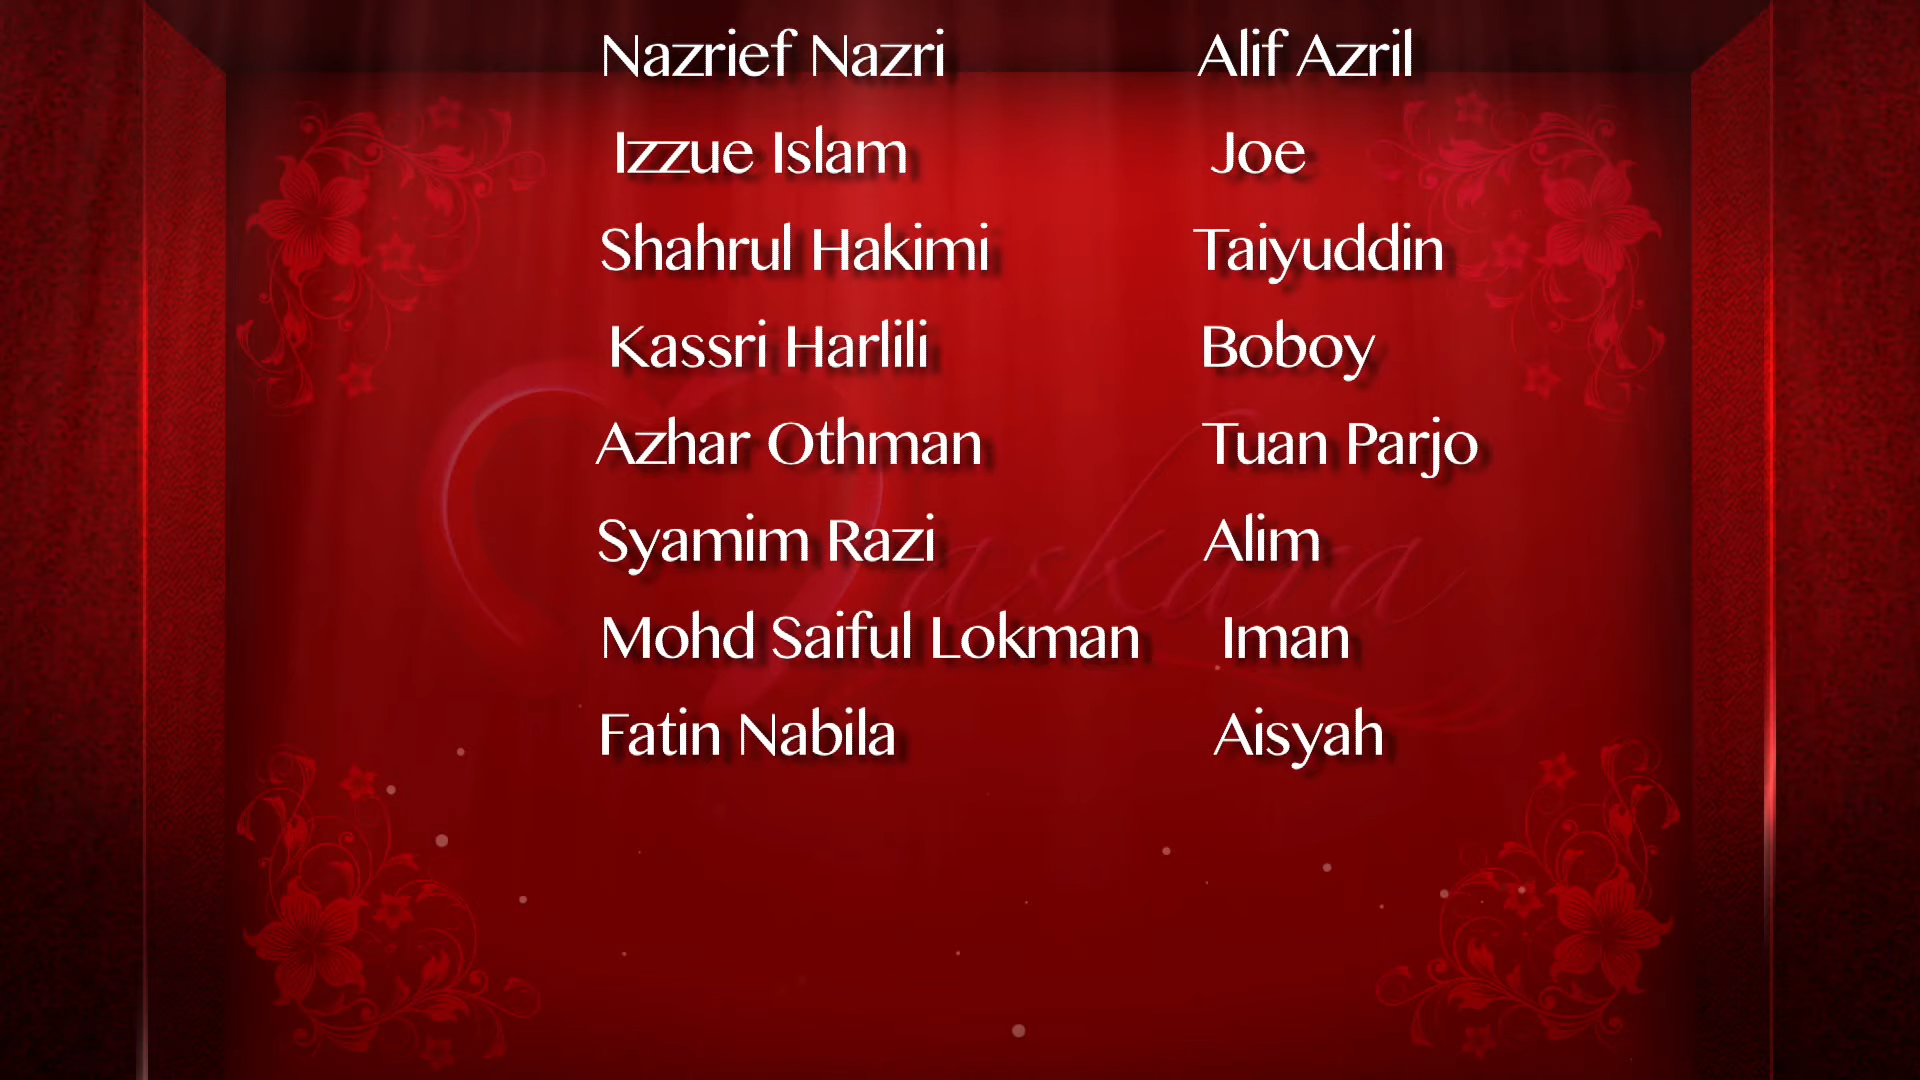 Nazrief Nazri Alif Azril
Izzue Islam Joe
Shahrul Hakimi Taiyuddin
Kassri Harlili Boboy
Azhar Othman Tuan Parjo
Syamim Razi Alim
Mohd Saiful Lokman Iman
Fatin Nabila Aisyah
askara